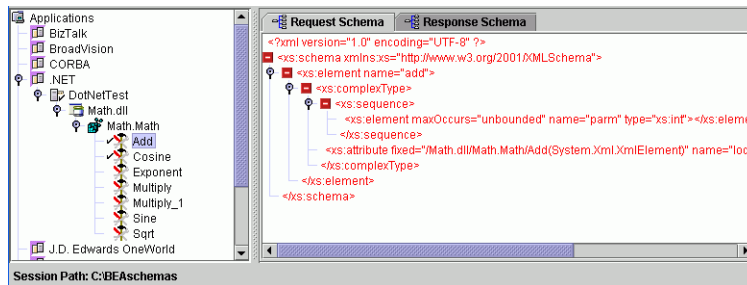 Applications
BizTalk
BroadVision
CORBA
.NET
DotNetTest
Math.dll
Math.Math
Add
Cosine
Exponent
Multiply
Multiply_1
Sine
Sqrt
J.D. Edwards OneWorld
Request Schema
Response Schema
<?xml version="1.0" encoding="UTF-8" ?>
<xs:schema xmlns:xs="http://www.w3.org/2001/XMLSchema">
<xs:element name="add">
<xs:complexType>
<xs:sequence>
<xs:element maxOccurs="unbounded" name="parm" type="xs:int"></xs:eleme
</xs:sequence>
<xs:attribute fixed="/Math.dll/Math.Math/Add(System.Xml.XmlElement)" name="loc
</xs:complexType>
</xs:element>
</xs:schema>
Session Path: C:\BEAschemas